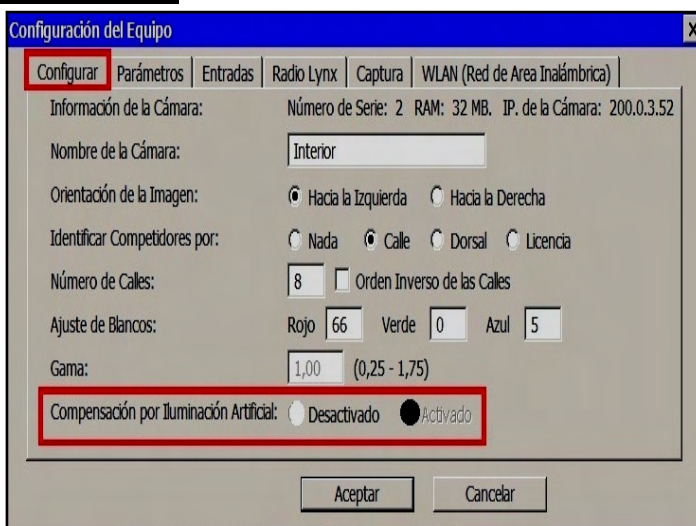 Configuración del Equipo
Configurar Parámetros Entradas Radio Lynx Captura WLAN (Red de Area Inalámbrica)
Información de la Cámara: Número de Serie: 2 RAM: 32 MB. IP. de la Cámara: 200.0.3.52
Nombre de la Cámara: Interior
Orientación de la Imagen: Hacia la Izquierda Hacia la Derecha
Identificar Competidores por: Nada Calle Dorsal Licencia
Número de Calles: 8 Orden Inverso de las Calles
Ajuste de Blancos: Rojo 66 Verde 0 Azul 5
Gama: 1,00 (0,25 - 1,75)
Compensación por Iluminación Artificial: Desactivado Activado
Aceptar Cancelar